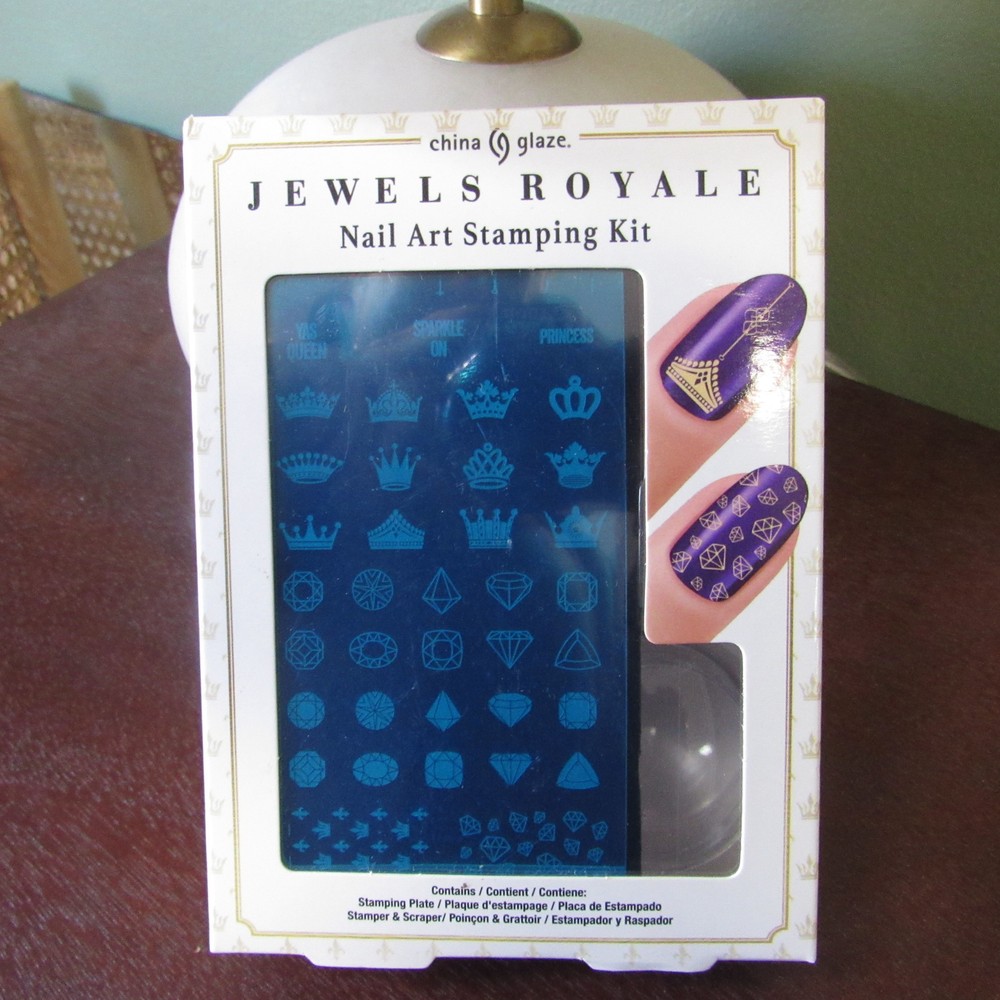 china glaze.
JEWELS ROYALE
Nail Art Stamping Kit
YAS SPARKLE PRINCESS
QUEEN ON
Contains / Contient / Contiene:
Stamping Plate / Plaque d'estampage / Placa de Estampado
Stamper & Scraper/ Poinçon & Grattoir / Estampador y Raspador